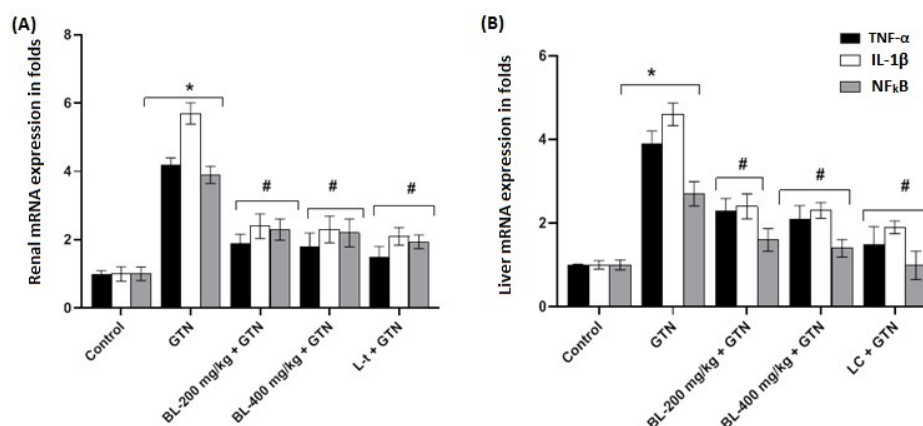 (A)
Renal mRNA expression in folds
8
6
4
2
0
*
#
#
#
Control
GTN
BL-200 mg/kg + GTN
BL-400 mg/kg + GTN
L-t + GTN
(B)
Liver mRNA expression in folds
6
4
2
0
*
#
#
#
Control
GTN
BL-200 mg/kg + GTN
BL-400 mg/kg + GTN
LC + GTN
TNF-α
IL-1β
NFkB